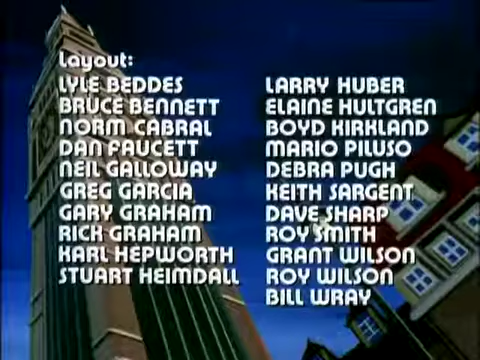 Layout:
LYLE BEDDES
BRUCE BENNETT
NORM CABRAL
DAN FAUCETT
NEIL GALLOWAY
GREG GARCIA
GARY GRAHAM
RICK GRAHAM
KARL HEPWORTH
STUART HEIMDALL
LARRY HUBER
ELAINE HULTGREN
BOYD KIRKLAND
MARIO PILUSO
DEBRA PUGH
KEITH SARGENT
DAVE SHARP
ROY SMITH
GRANT WILSON
ROY WILSON
BILL WRAY